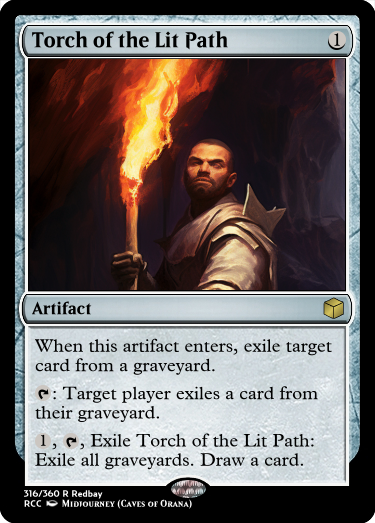 Torch of the Lit Path 1
Artifact
When this artifact enters, exile target
card from a graveyard.
: Target player exiles a card from
their graveyard.
1, , Exile Torch of the Lit Path:
Exile all graveyards. Draw a card.
316/360 R Redbay
RCC Midjourney (Caves of Orana)